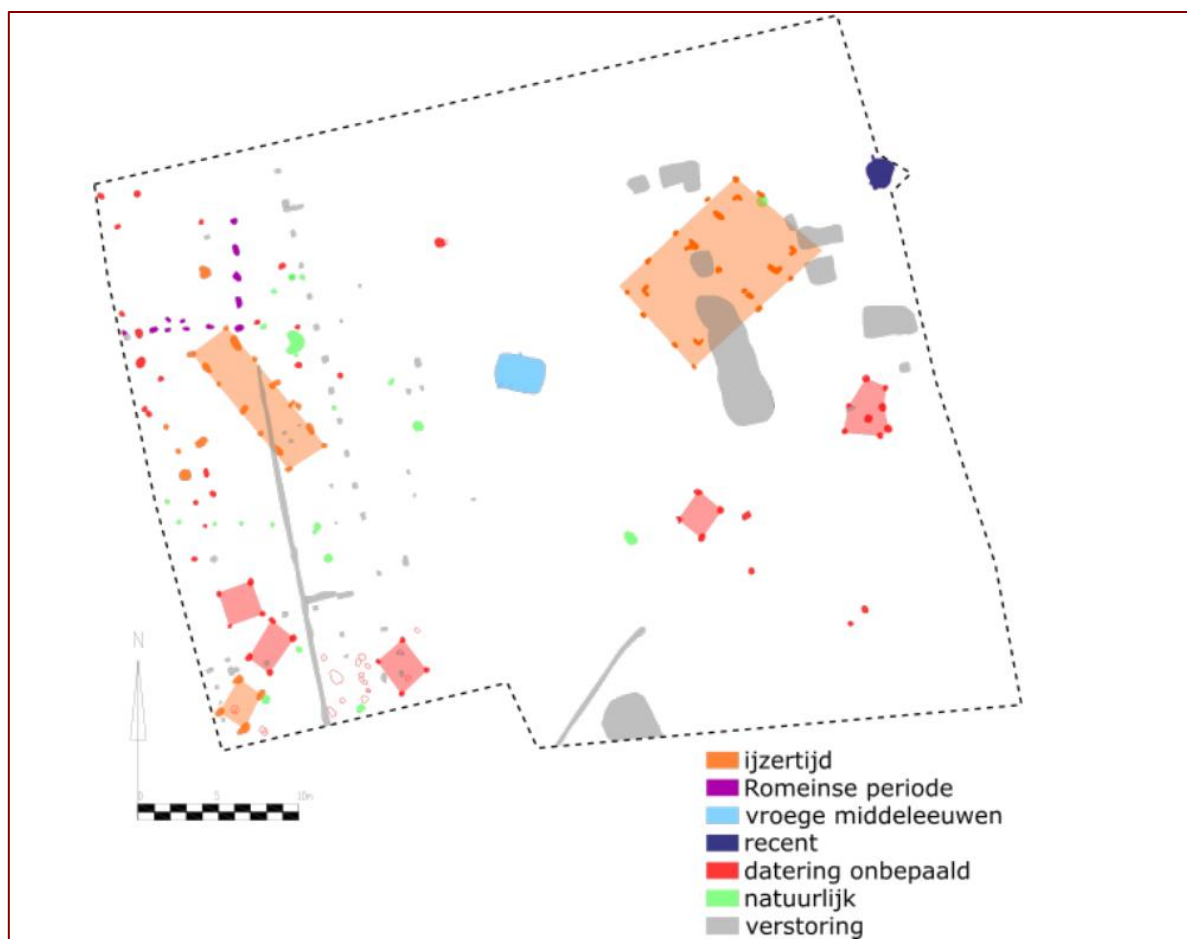 N
0 5 10m
ijzertijd
Romeinse periode
vroege middeleeuwen
recent
datering onbepaald
natuurlijk
verstoring